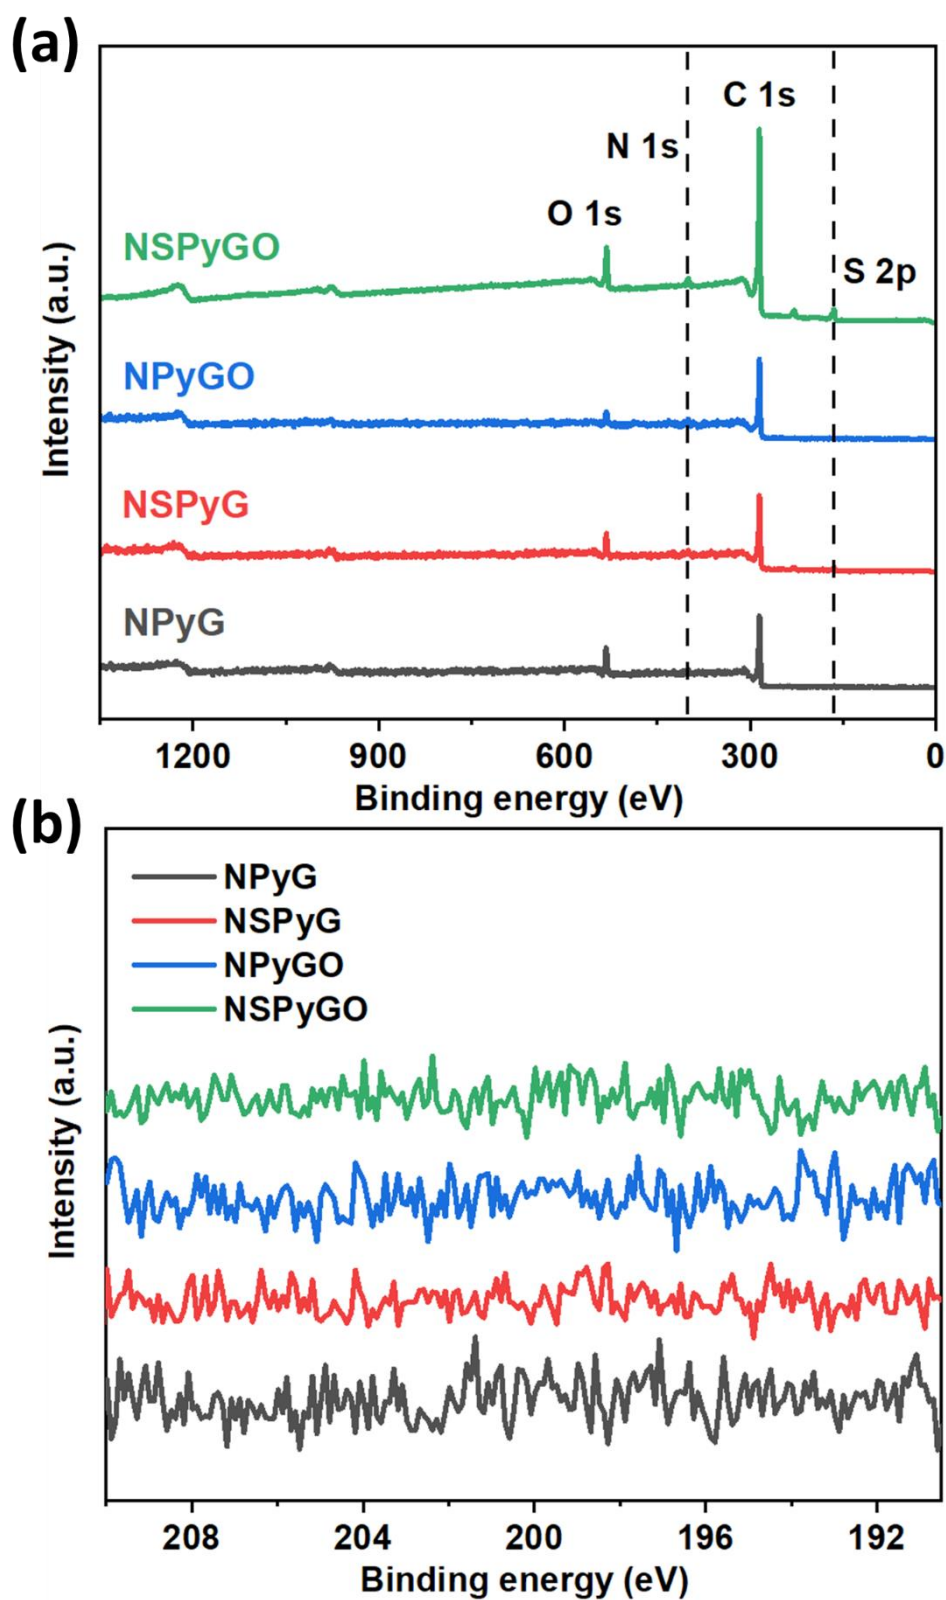 (a)
C 1s
N 1s
O 1s
NSPyGO
S 2p
NPyGO
NSPyG
NPyG
Intensity (a.u.)
1200 900 600 300 0
Binding energy (eV)
(b)
NPyG
NSPyG
NPyGO
NSPyGO
Intensity (a.u.)
208 204 200 196 192
Binding energy (eV)